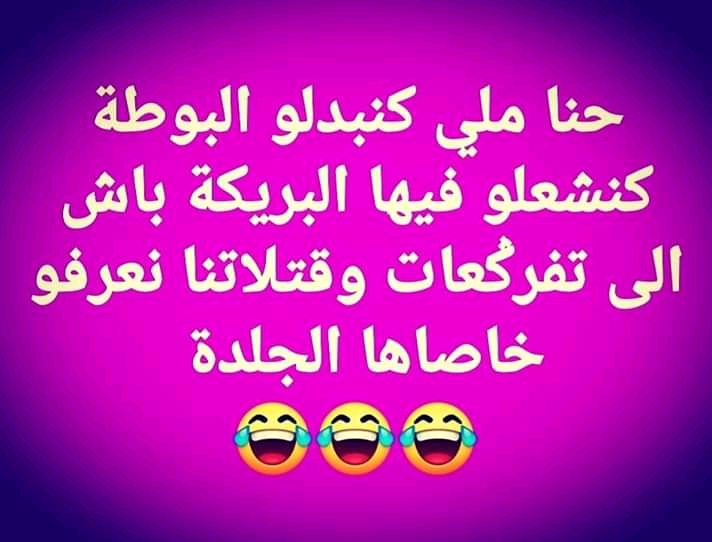 حنا ملي كنبدلو البوطة
كنشعلو فيها البريكة باش
الى تفرݣعات وقتلاتنا نعرفو
خاصاها الجلدة
😂😂😂